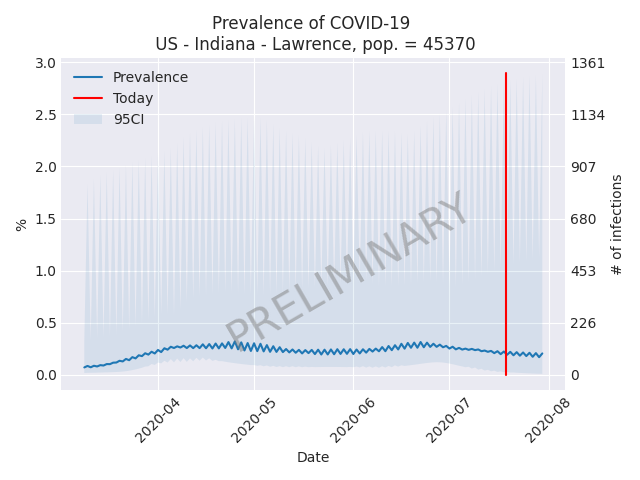 Prevalence of COVID-19
US - Indiana - Lawrence, pop. = 45370
3.0
2.5
2.0
1.5
1.0
0.5
0.0
%
Prevalence
Today
95CI
PRELIMINARY
1361
1134
907
680
453
226
0
# of infections
2020-04
2020-05
2020-06
2020-07
2020-08
Date